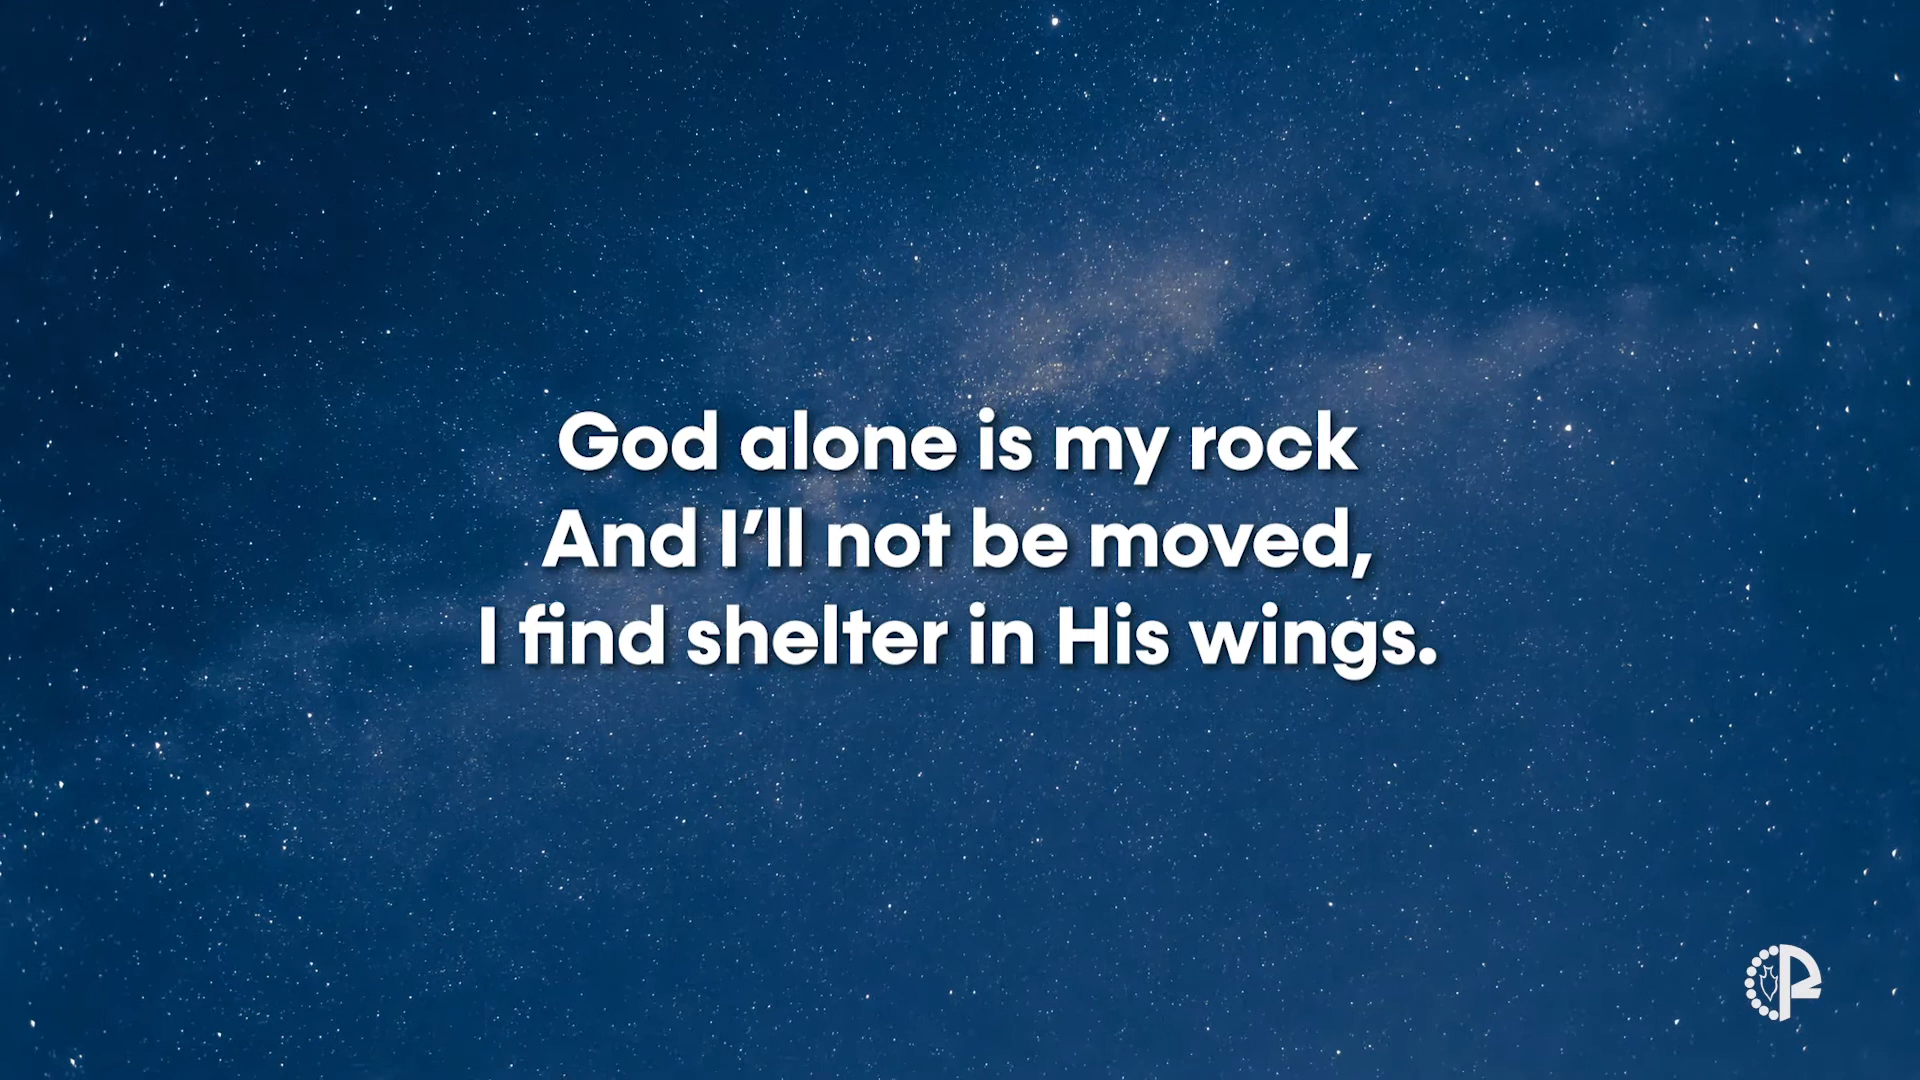 God alone is my rock
And I’ll not be moved,
I find shelter in His wings.